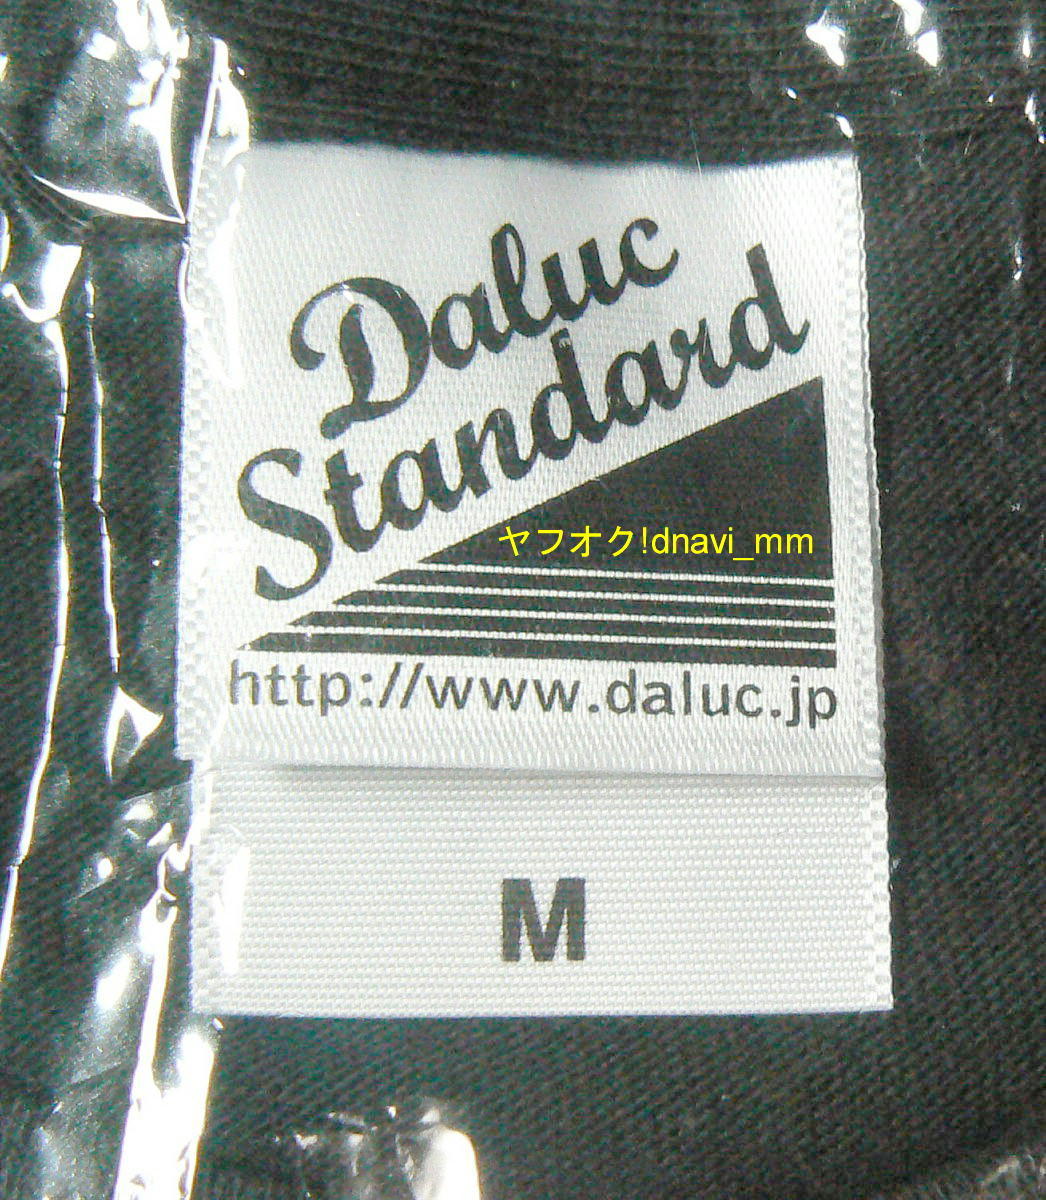 Daluc
Standard
ヤフオク!dnavi_mm
http://www.daluc.jp
M